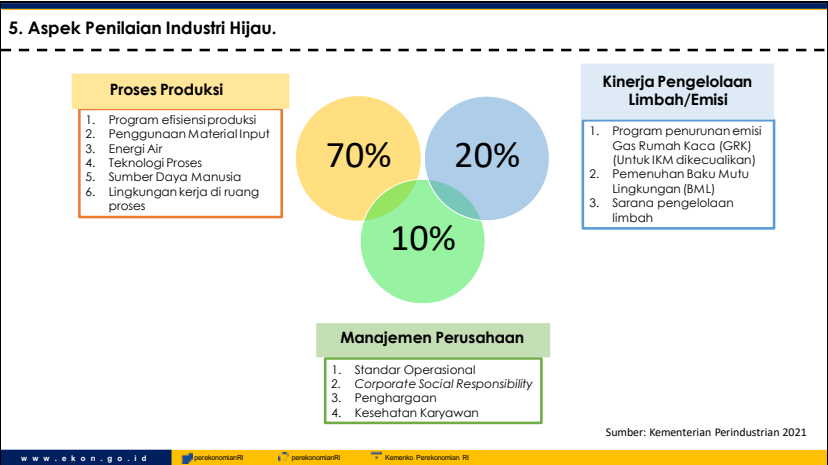 5. Aspek Penilaian Industri Hijau.
Proses Produksi
1. Program efisiensi produksi
2. Penggunaan Material Input
3. Energi Air
4. Teknologi Proses
5. Sumber Daya Manusia
6. Lingkungan kerja di ruang
proses
70%
20%
10%
Kinerja Pengelolaan
Limbah/Emisi
1. Program penurunan emisi
Gas Rumah Kaca (GRK)
(Untuk IKM dikecualikan)
2. Pemenuhan Baku Mutu
Lingkungan (BML)
3. Sarana pengelolaan
limbah
Manajemen Perusahaan
1. Standar Operasional
2. Corporate Social Responsibility
3. Penghargaan
4. Kesehatan Karyawan
Sumber: Kementerian Perindustrian 2021
www.ekon.go.id
perekonomianRI
perekonomianRI
Kemenko Perekonomian RI